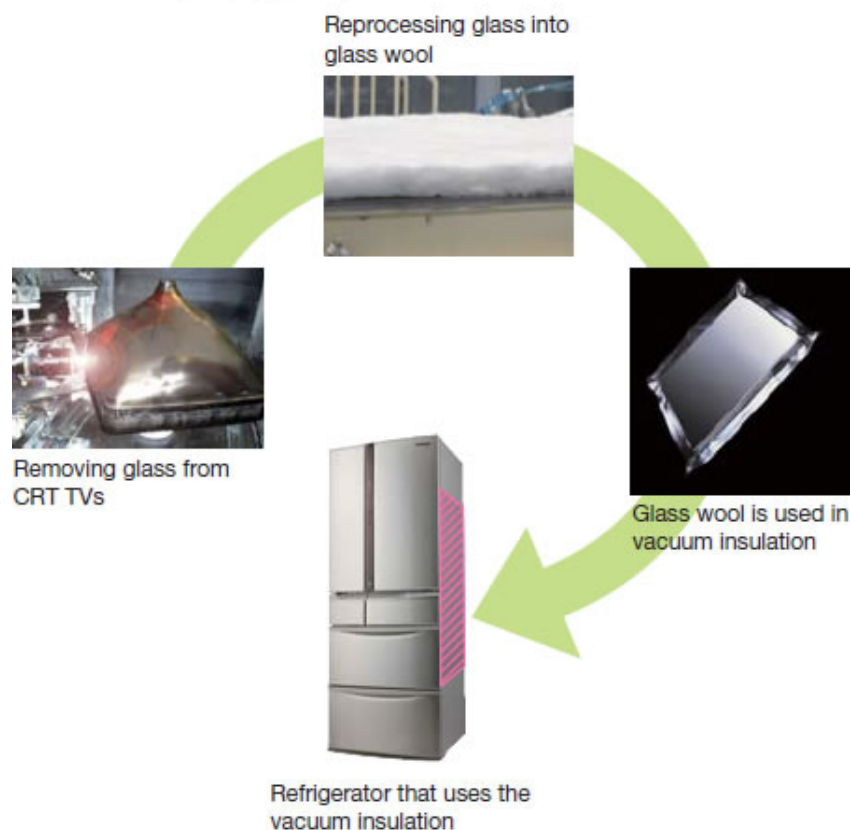 Reprocessing glass into
glass wool
Removing glass from
CRT TVs
Glass wool is used in
vacuum insulation
Refrigerator that uses the
vacuum insulation